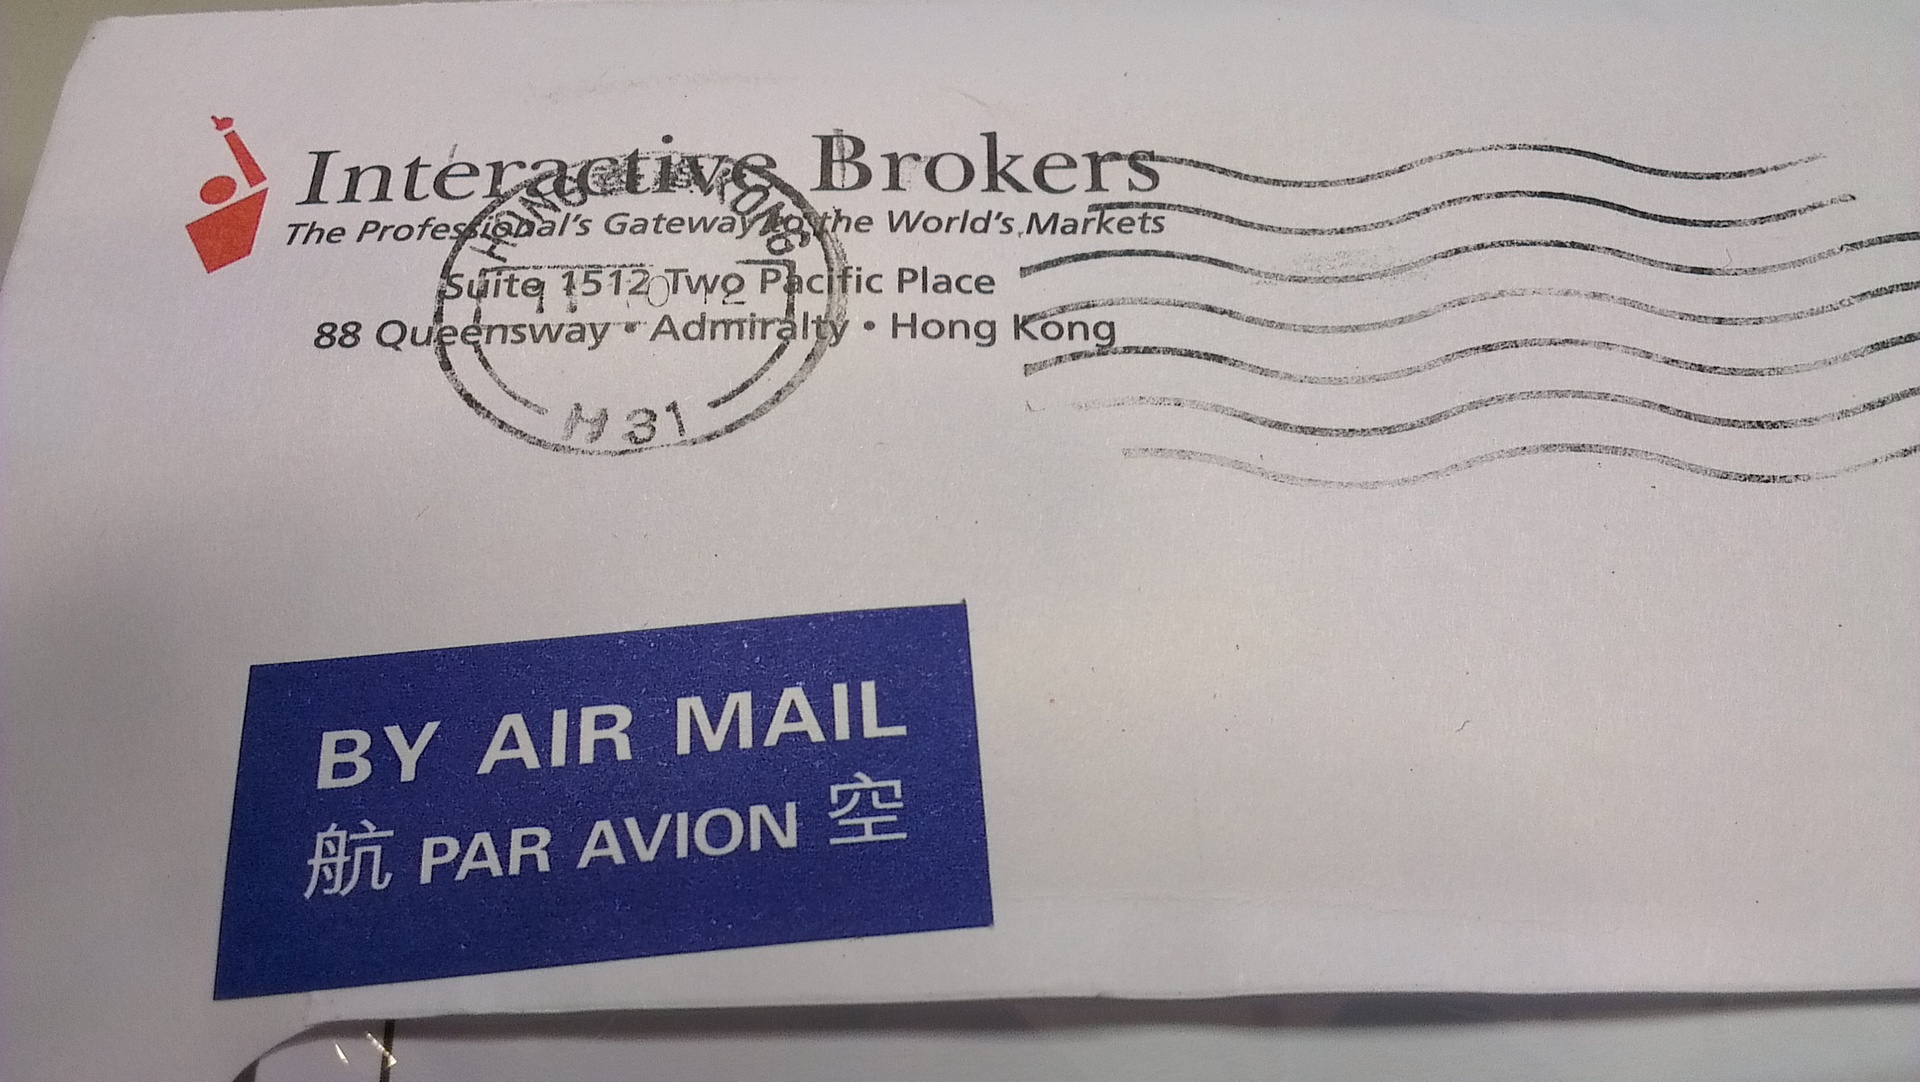 Interactive Brokers
The Professional's Gateway to the World's Markets
Suite 1512 Two Pacific Place
88 Queensway • Admiralty • Hong Kong
HONG KONG
H 31
BY AIR MAIL
航 PAR AVION 空